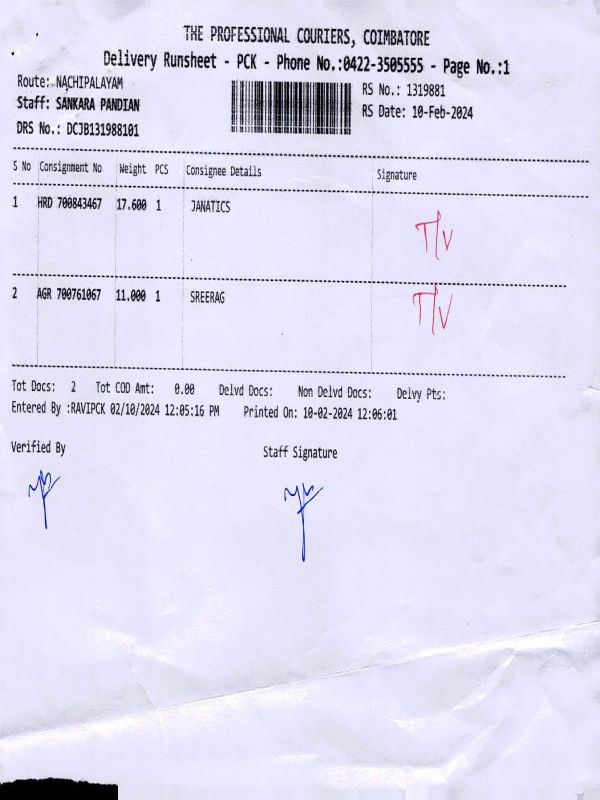 THE PROFESSIONAL COURIERS, COIMBATORE
Delivery Runsheet - PCK - Phone No.:0422-3505555 - Page No.:1
Route: NACHIPALAYAM
RS No.: 1319881
Staff: SANKARA PANDIAN
RS Date: 10-Feb-2024
DRS No.: DCJB131988101
S No Consignment No Weight PCS Consignee Details Signature
1 HRD 700843467 17.600 1 JANATICS T/V
2 AGR 700761067 11.000 1 SREERAG T/V
Tot Docs: 2 Tot COD Amt: 0.00 Delvd Docs: Non Delvd Docs: Delvy Pts:
Entered By :RAVIPCK 02/10/2024 12:05:16 PM Printed On: 10-02-2024 12:06:01
Verified By Staff Signature